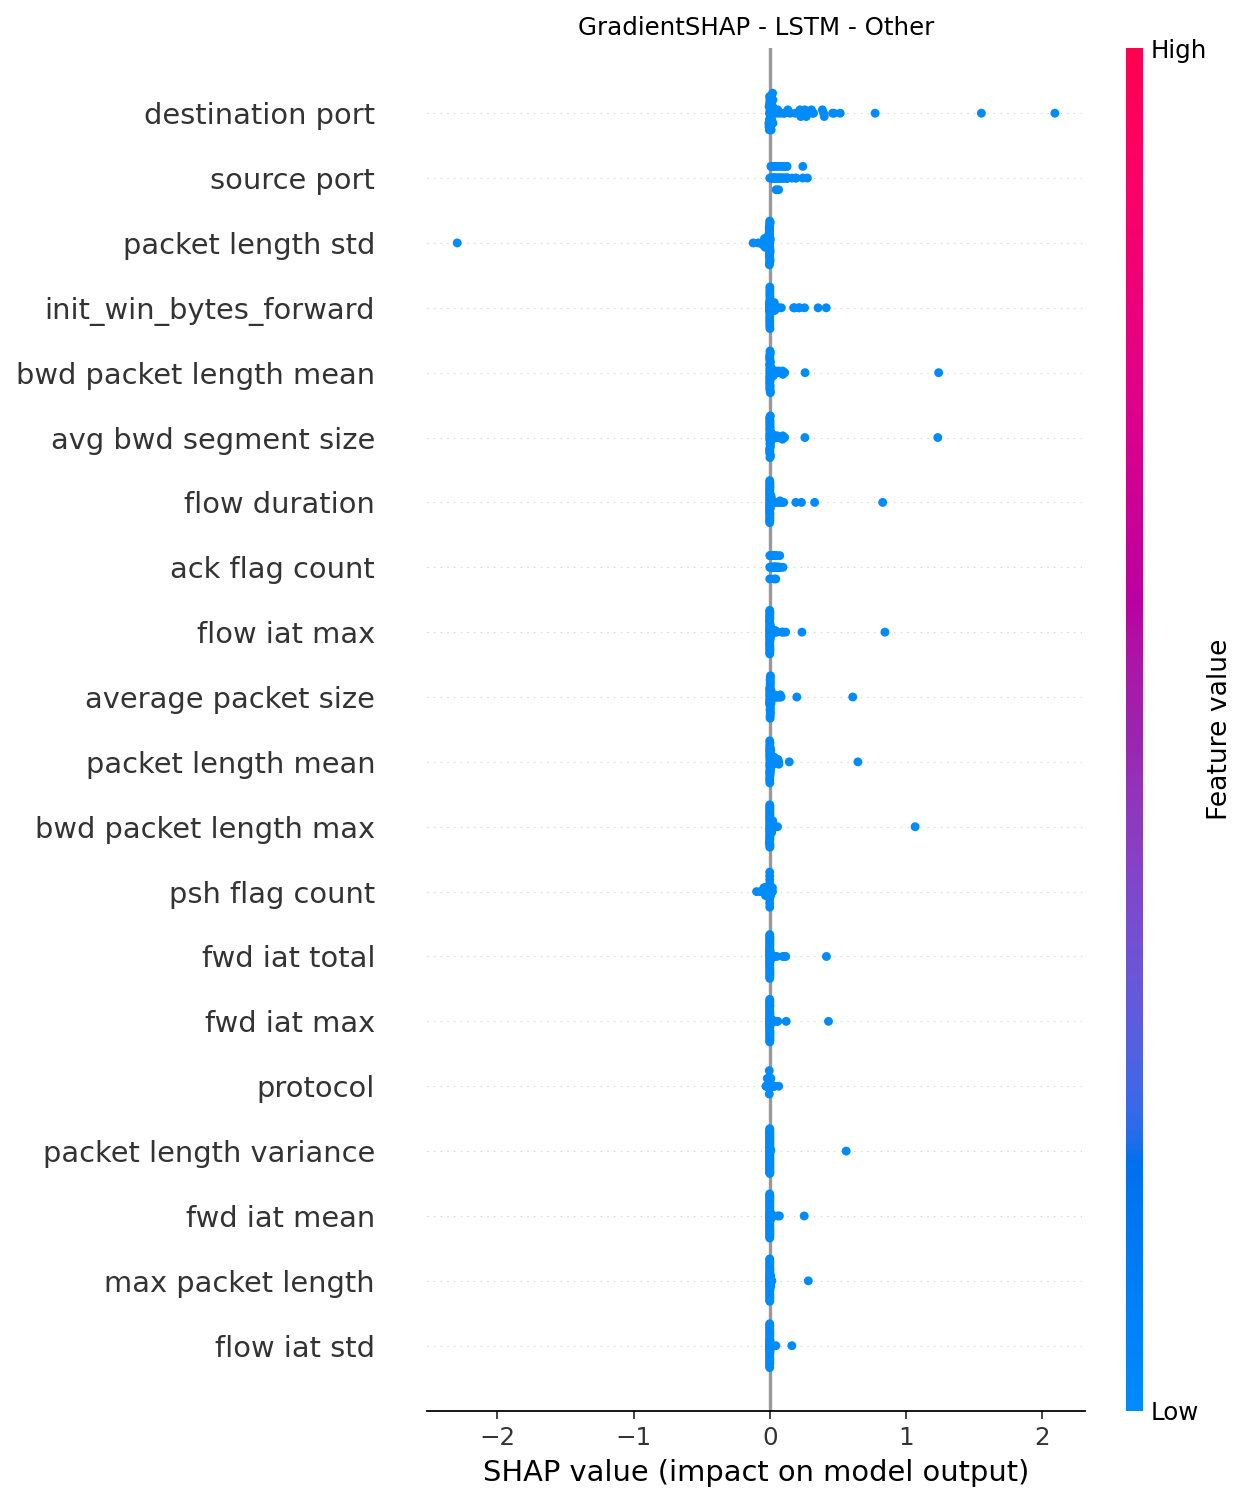 GradientSHAP - LSTM - Other
High
destination port
source port
packet length std
init_win_bytes_forward
bwd packet length mean
avg bwd segment size
flow duration
ack flag count
flow iat max
average packet size
packet length mean
bwd packet length max
psh flag count
fwd iat total
fwd iat max
protocol
packet length variance
fwd iat mean
max packet length
flow iat std
Feature value
Low
−2
−1
0
1
2
SHAP value (impact on model output)